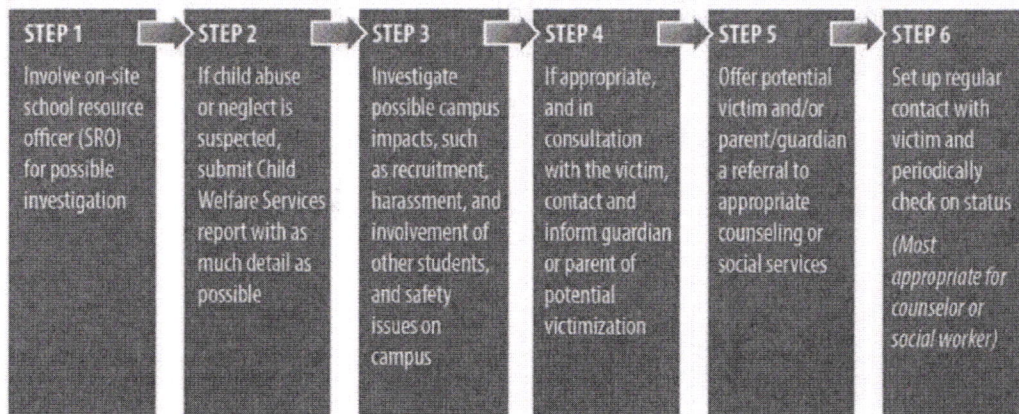 STEP 1
Involve on-site
school resource
officer (SRO)
for possible
investigation
STEP 2
If child abuse
or neglect is
suspected,
submit Child
Welfare Services
report with as
much detail as
possible
STEP 3
Investigate
possible campus
impacts, such
as recruitment,
harassment, and
involvement of
other students,
and safety
issues on
campus
STEP 4
If appropriate,
and in
consultation
with the victim,
contact and
inform guardian
or parent of
potential
victimization
STEP 5
Offer potential
victim and/or
parent/guardian
a referral to
appropriate
counseling or
social services
STEP 6
Set up regular
contact with
victim and
periodically
check on status
(Most
appropriate for
counselor or
social worker)